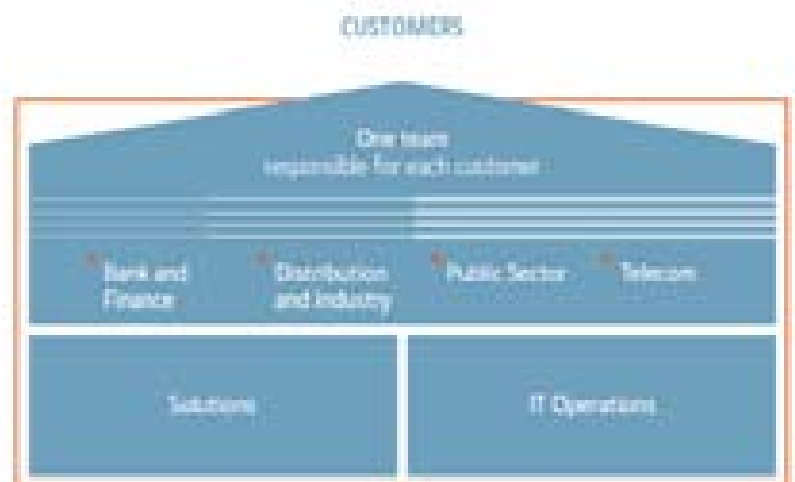 CUSTOMERS
One team
responsible for each customer
Bank and
Finance
Distribution
and Industry
Public Sector
Telecom
Solutions
IT Operations